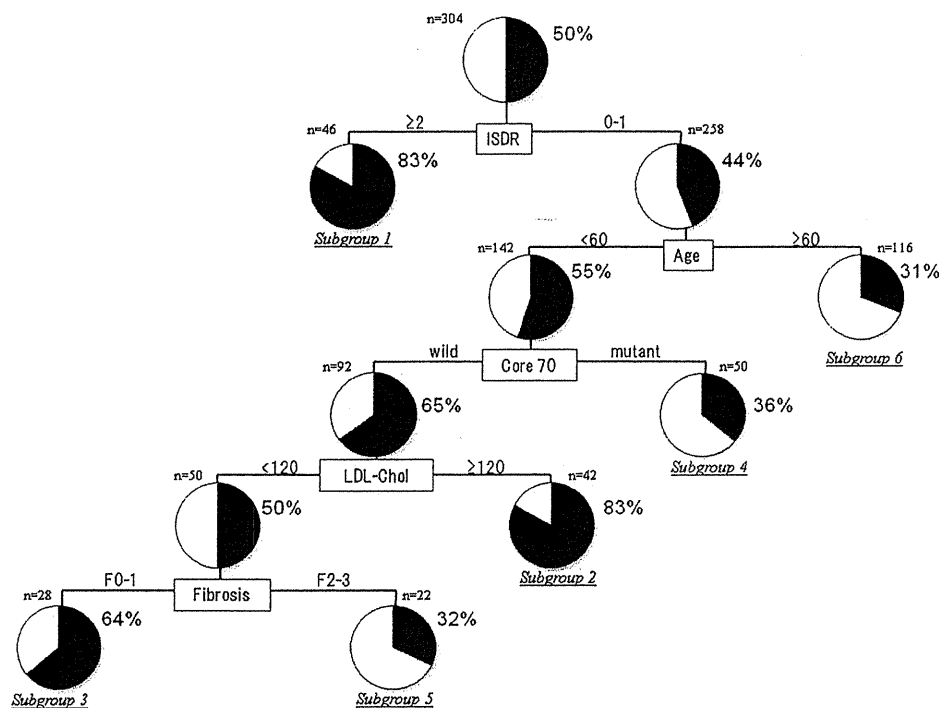 n=304
50%
≥2
ISDR
0-1
n=46
83%
Subgroup 1
n=258
44%
<60
Age
≥60
n=142
55%
n=116
31%
Subgroup 6
wild
Core 70
mutant
n=92
65%
n=50
36%
Subgroup 4
<120
LDL-Chol
≥120
n=50
50%
n=42
83%
Subgroup 2
F0-1
Fibrosis
F2-3
n=28
64%
Subgroup 3
n=22
32%
Subgroup 5